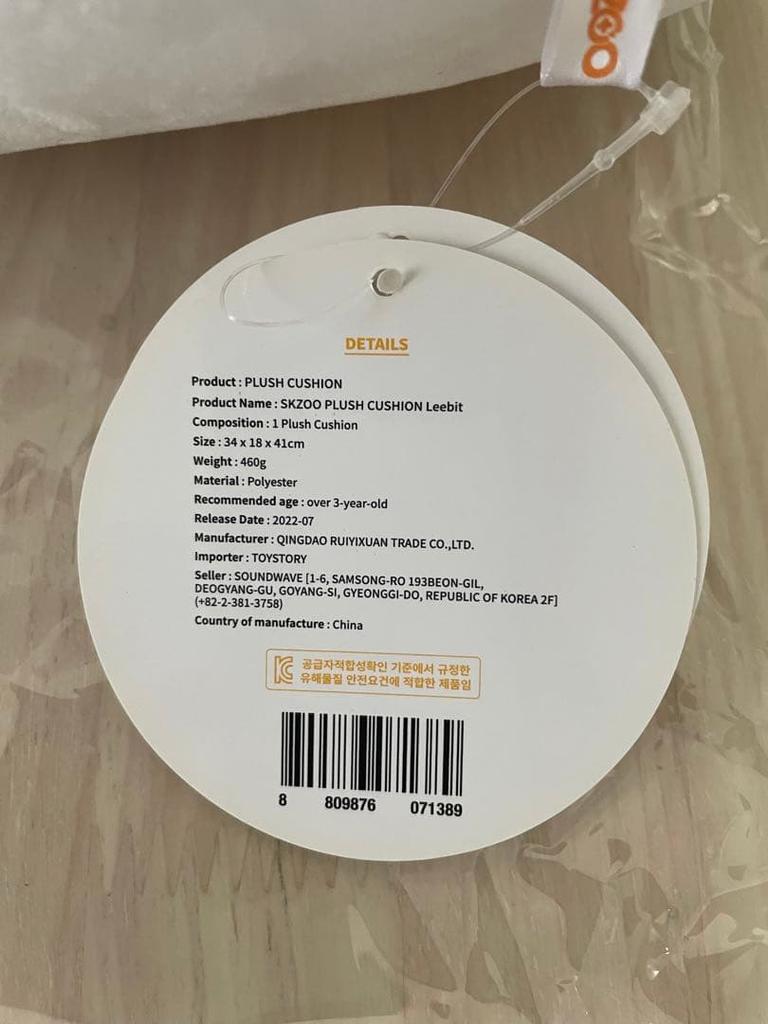 ZOO
DETAILS
Product : PLUSH CUSHION
Product Name : SKZOO PLUSH CUSHION Leebit
Composition : 1 Plush Cushion
Size : 34 x 18 x 41cm
Weight : 460g
Material : Polyester
Recommended age : over 3-year-old
Release Date : 2022-07
Manufacturer : QINGDAO RUIYIXUAN TRADE CO.,LTD.
Importer : TOYSTORY
Seller : SOUNDWAVE [1-6, SAMSONG-RO 193BEON-GIL,
DEOGYANG-GU, GOYANG-SI, GYEONGGI-DO, REPUBLIC OF KOREA 2F]
(+82-2-381-3758)
Country of manufacture : China
KC 공급자적합성확인 기준에서 규정한
유해물질 안전요건에 적합한 제품임
8 809876 071389